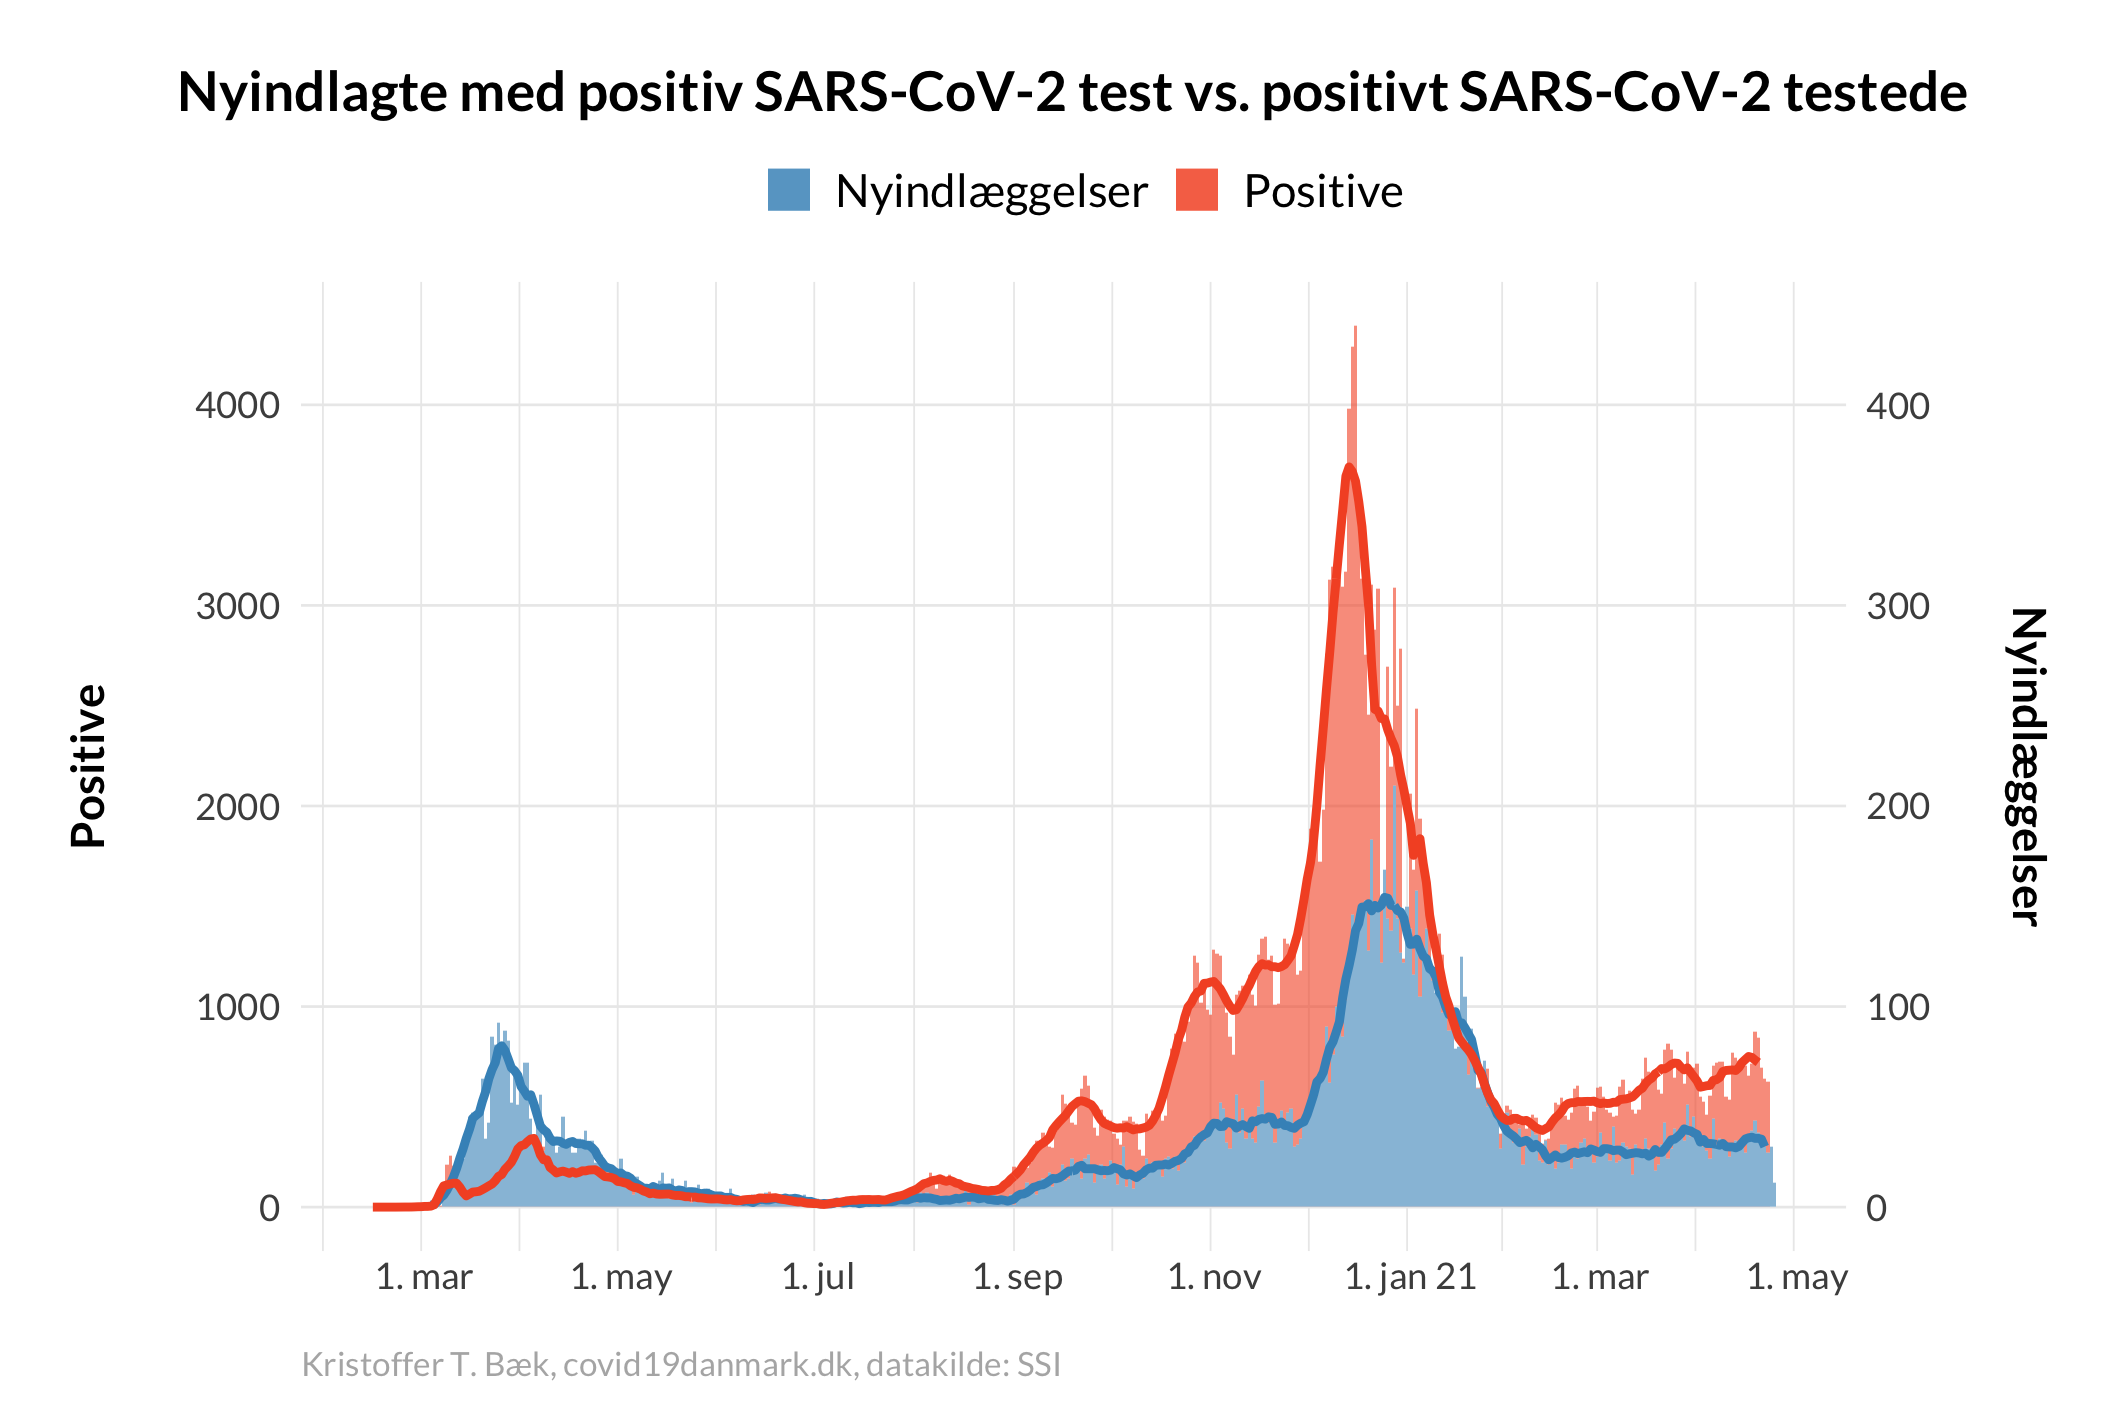 Nyindlagte med positiv SARS-CoV-2 test vs. positivt SARS-CoV-2 testede
Nyindlæggelser Positive
4000 400
3000 300
2000 200
1000 100
0 0
Positive
Nyindlæggelser
1. mar 1. may 1. jul 1. sep 1. nov 1. jan 21 1. mar 1. may
Kristoffer T. Bæk, covid19danmark.dk, datakilde: SSI